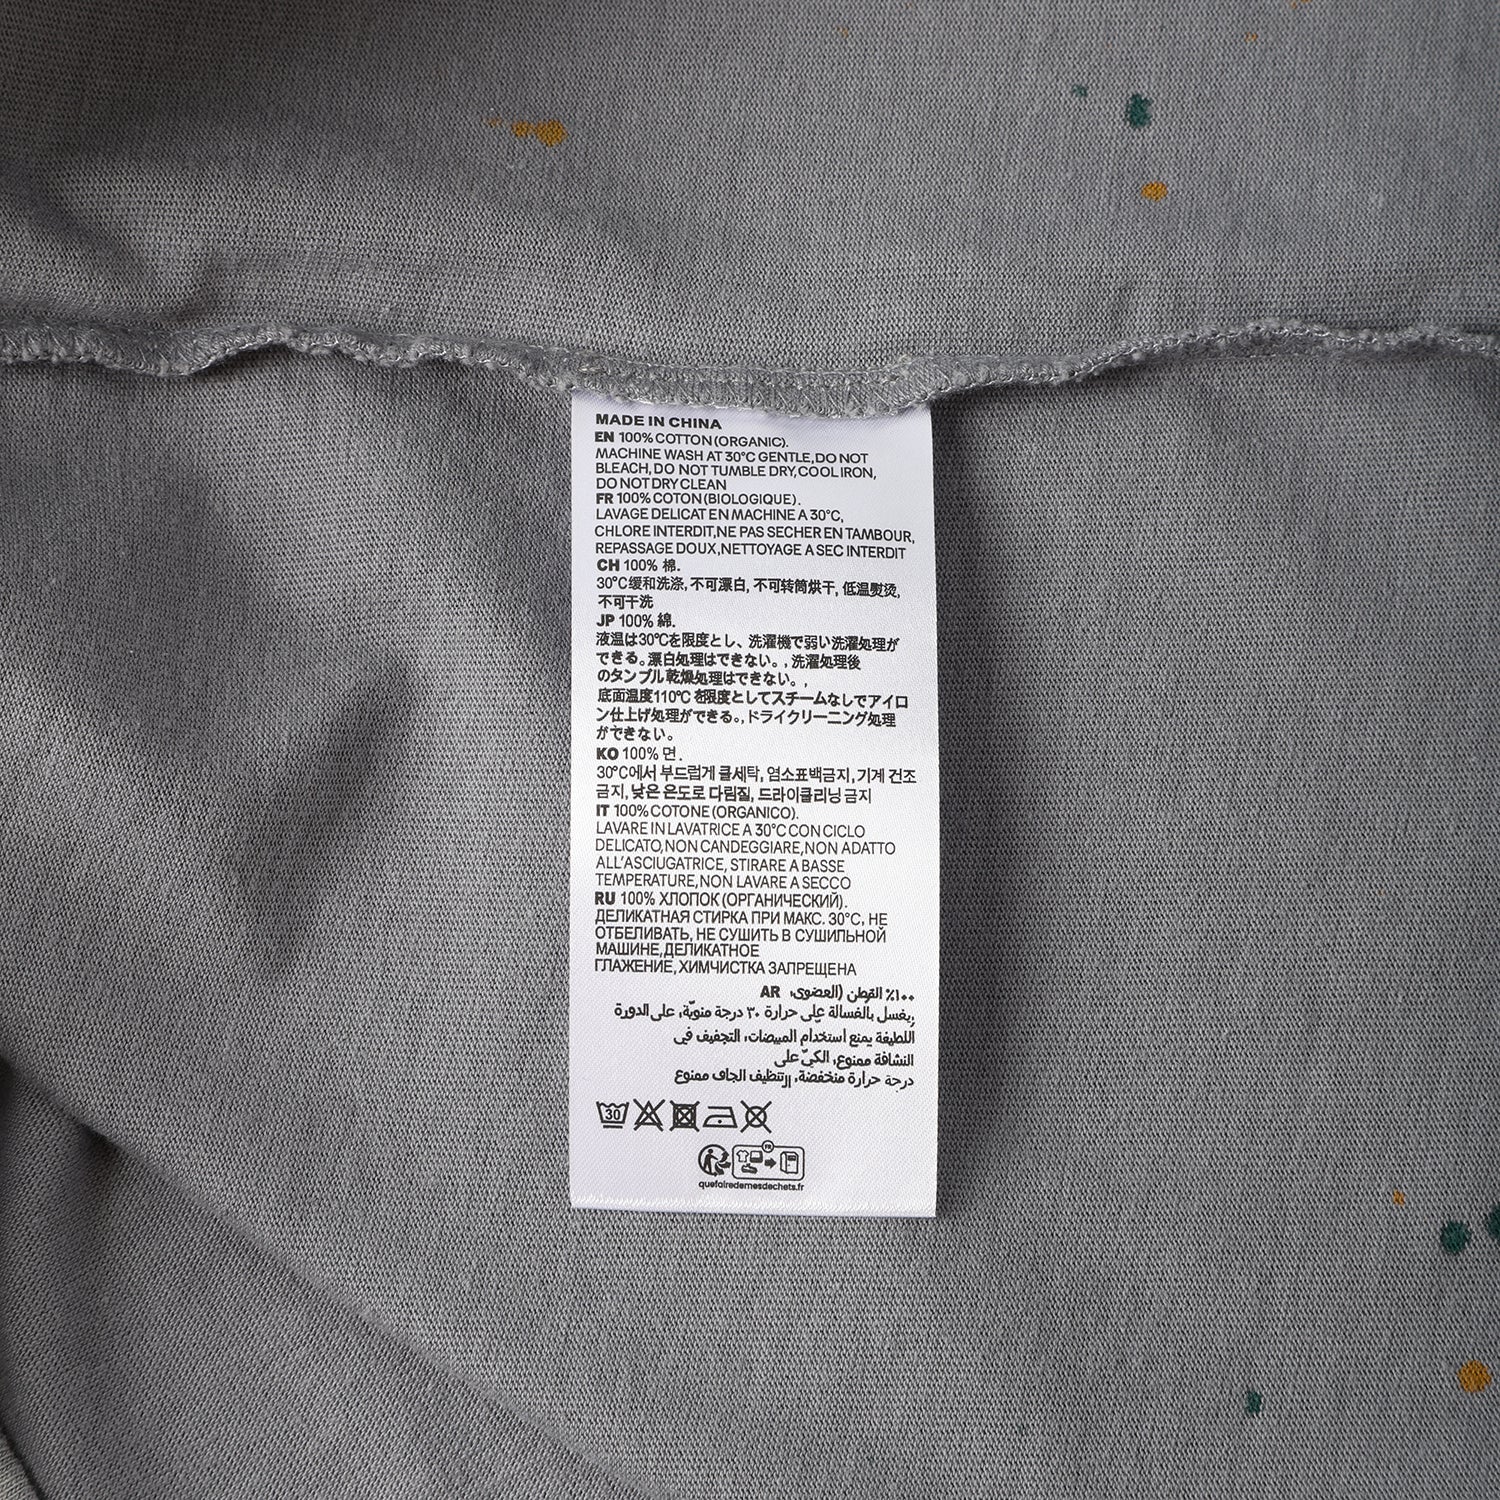 MADE IN CHINA
EN 100% COTTON (ORGANIC).
MACHINE WASH AT 30°C GENTLE, DO NOT
BLEACH, DO NOT TUMBLE DRY, COOL IRON,
DO NOT DRY CLEAN
FR 100% COTON (BIOLOGIQUE).
LAVAGE DELICAT EN MACHINE A 30°C,
CHLORE INTERDIT, NE PAS SECHER EN TAMBOUR,
REPASSAGE DOUX, NETTOYAGE A SEC INTERDIT
CH 100% 棉.
30°C缓和洗涤, 不可漂白, 不可转筒烘干, 低温熨烫,
不可干洗
JP 100% 綿.
液温は30℃を限度とし、洗濯機で弱い洗濯処理が
できる。漂白処理はできない。, 洗濯処理後
のタンブル乾燥処理はできない。,
底面温度110℃を限度としてスチームなしでアイロ
ン仕上げ処理ができる。, ドライクリーニング処理
ができない。
KO 100% 면.
30°C에서 부드럽게 물세탁, 염소표백금지, 기계 건조
금지, 낮은 온도로 다림질, 드라이클리닝 금지
IT 100% COTONE (ORGANICO).
LAVARE IN LAVATRICE A 30°C CON CICLO
DELICATO, NON CANDEGGIARE, NON ADATTO
ALL'ASCIUGATRICE, STIRARE A BASSE
TEMPERATURE, NON LAVARE A SECCO
RU 100% ХЛОПОК (ОРГАНИЧЕСКИЙ).
ДЕЛИКАТНАЯ СТИРКА ПРИ МАКС. 30°C, НЕ
ОТБЕЛИВАТЬ, НЕ СУШИТЬ В СУШИЛЬНОЙ
МАШИНЕ, ДЕЛИКАТНОЕ
ГЛАЖЕНИЕ, ХИМЧИСТКА ЗАПРЕЩЕНА
١٠٠٪ القطن (العضوي، AR
يغسل بالغسالة على حرارة ٣٠ درجة مئويّة، على الدورة
اللطيفة يمنع أستخدام المبيضات، التجفيف في
النشافة ممنوع، الكيّ على
درجة حرارة منخفضة، التنظيف الجاف ممنوع
30
FR
quefairedemesdechets.fr